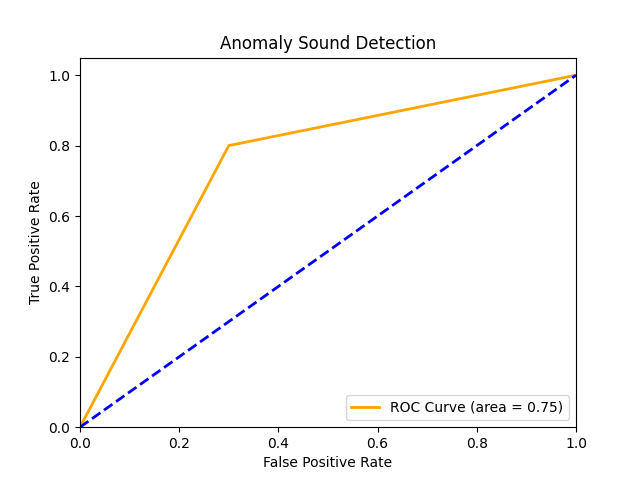 Anomaly Sound Detection
1.0
0.8
0.6
0.4
0.2
0.0
True Positive Rate
ROC Curve (area = 0.75)
0.0 0.2 0.4 0.6 0.8 1.0
False Positive Rate